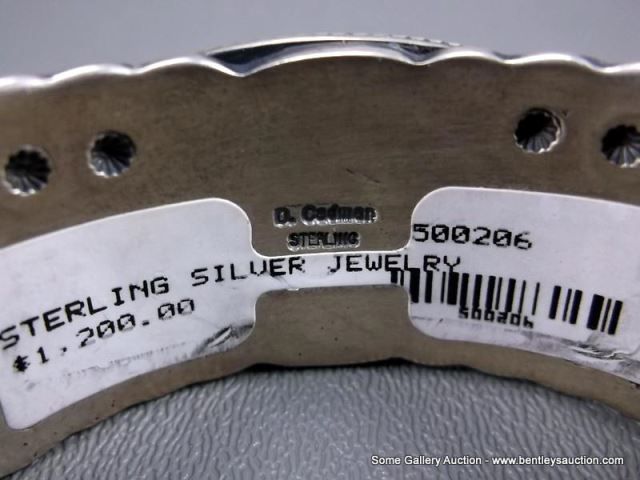 D. Cadman
STERLING
500206
STERLING SILVER JEWELRY
$1,200.00
500206
Some Gallery Auction - www.bentleysauction.com